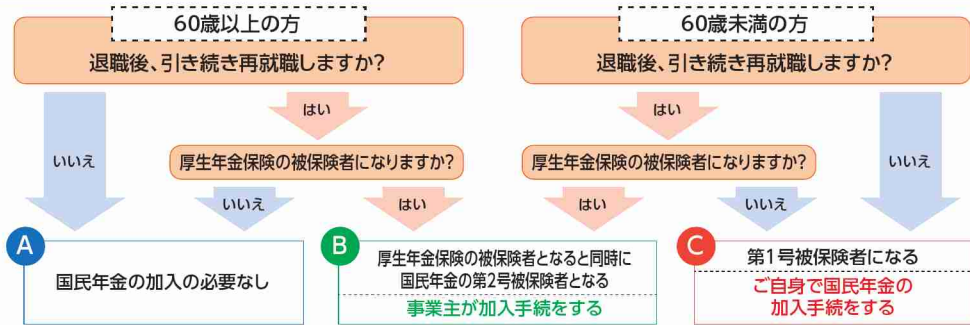 60歳以上の方
退職後、引き続き再就職しますか?
はい
いいえ
厚生年金保険の被保険者になりますか?
いいえ
はい
60歳未満の方
退職後、引き続き再就職しますか?
はい
いいえ
厚生年金保険の被保険者になりますか?
はい
いいえ
A
国民年金の加入の必要なし
B
厚生年金保険の被保険者となると同時に
国民年金の第2号被保険者となる
事業主が加入手続をする
C
第1号被保険者になる
ご自身で国民年金の
加入手続をする